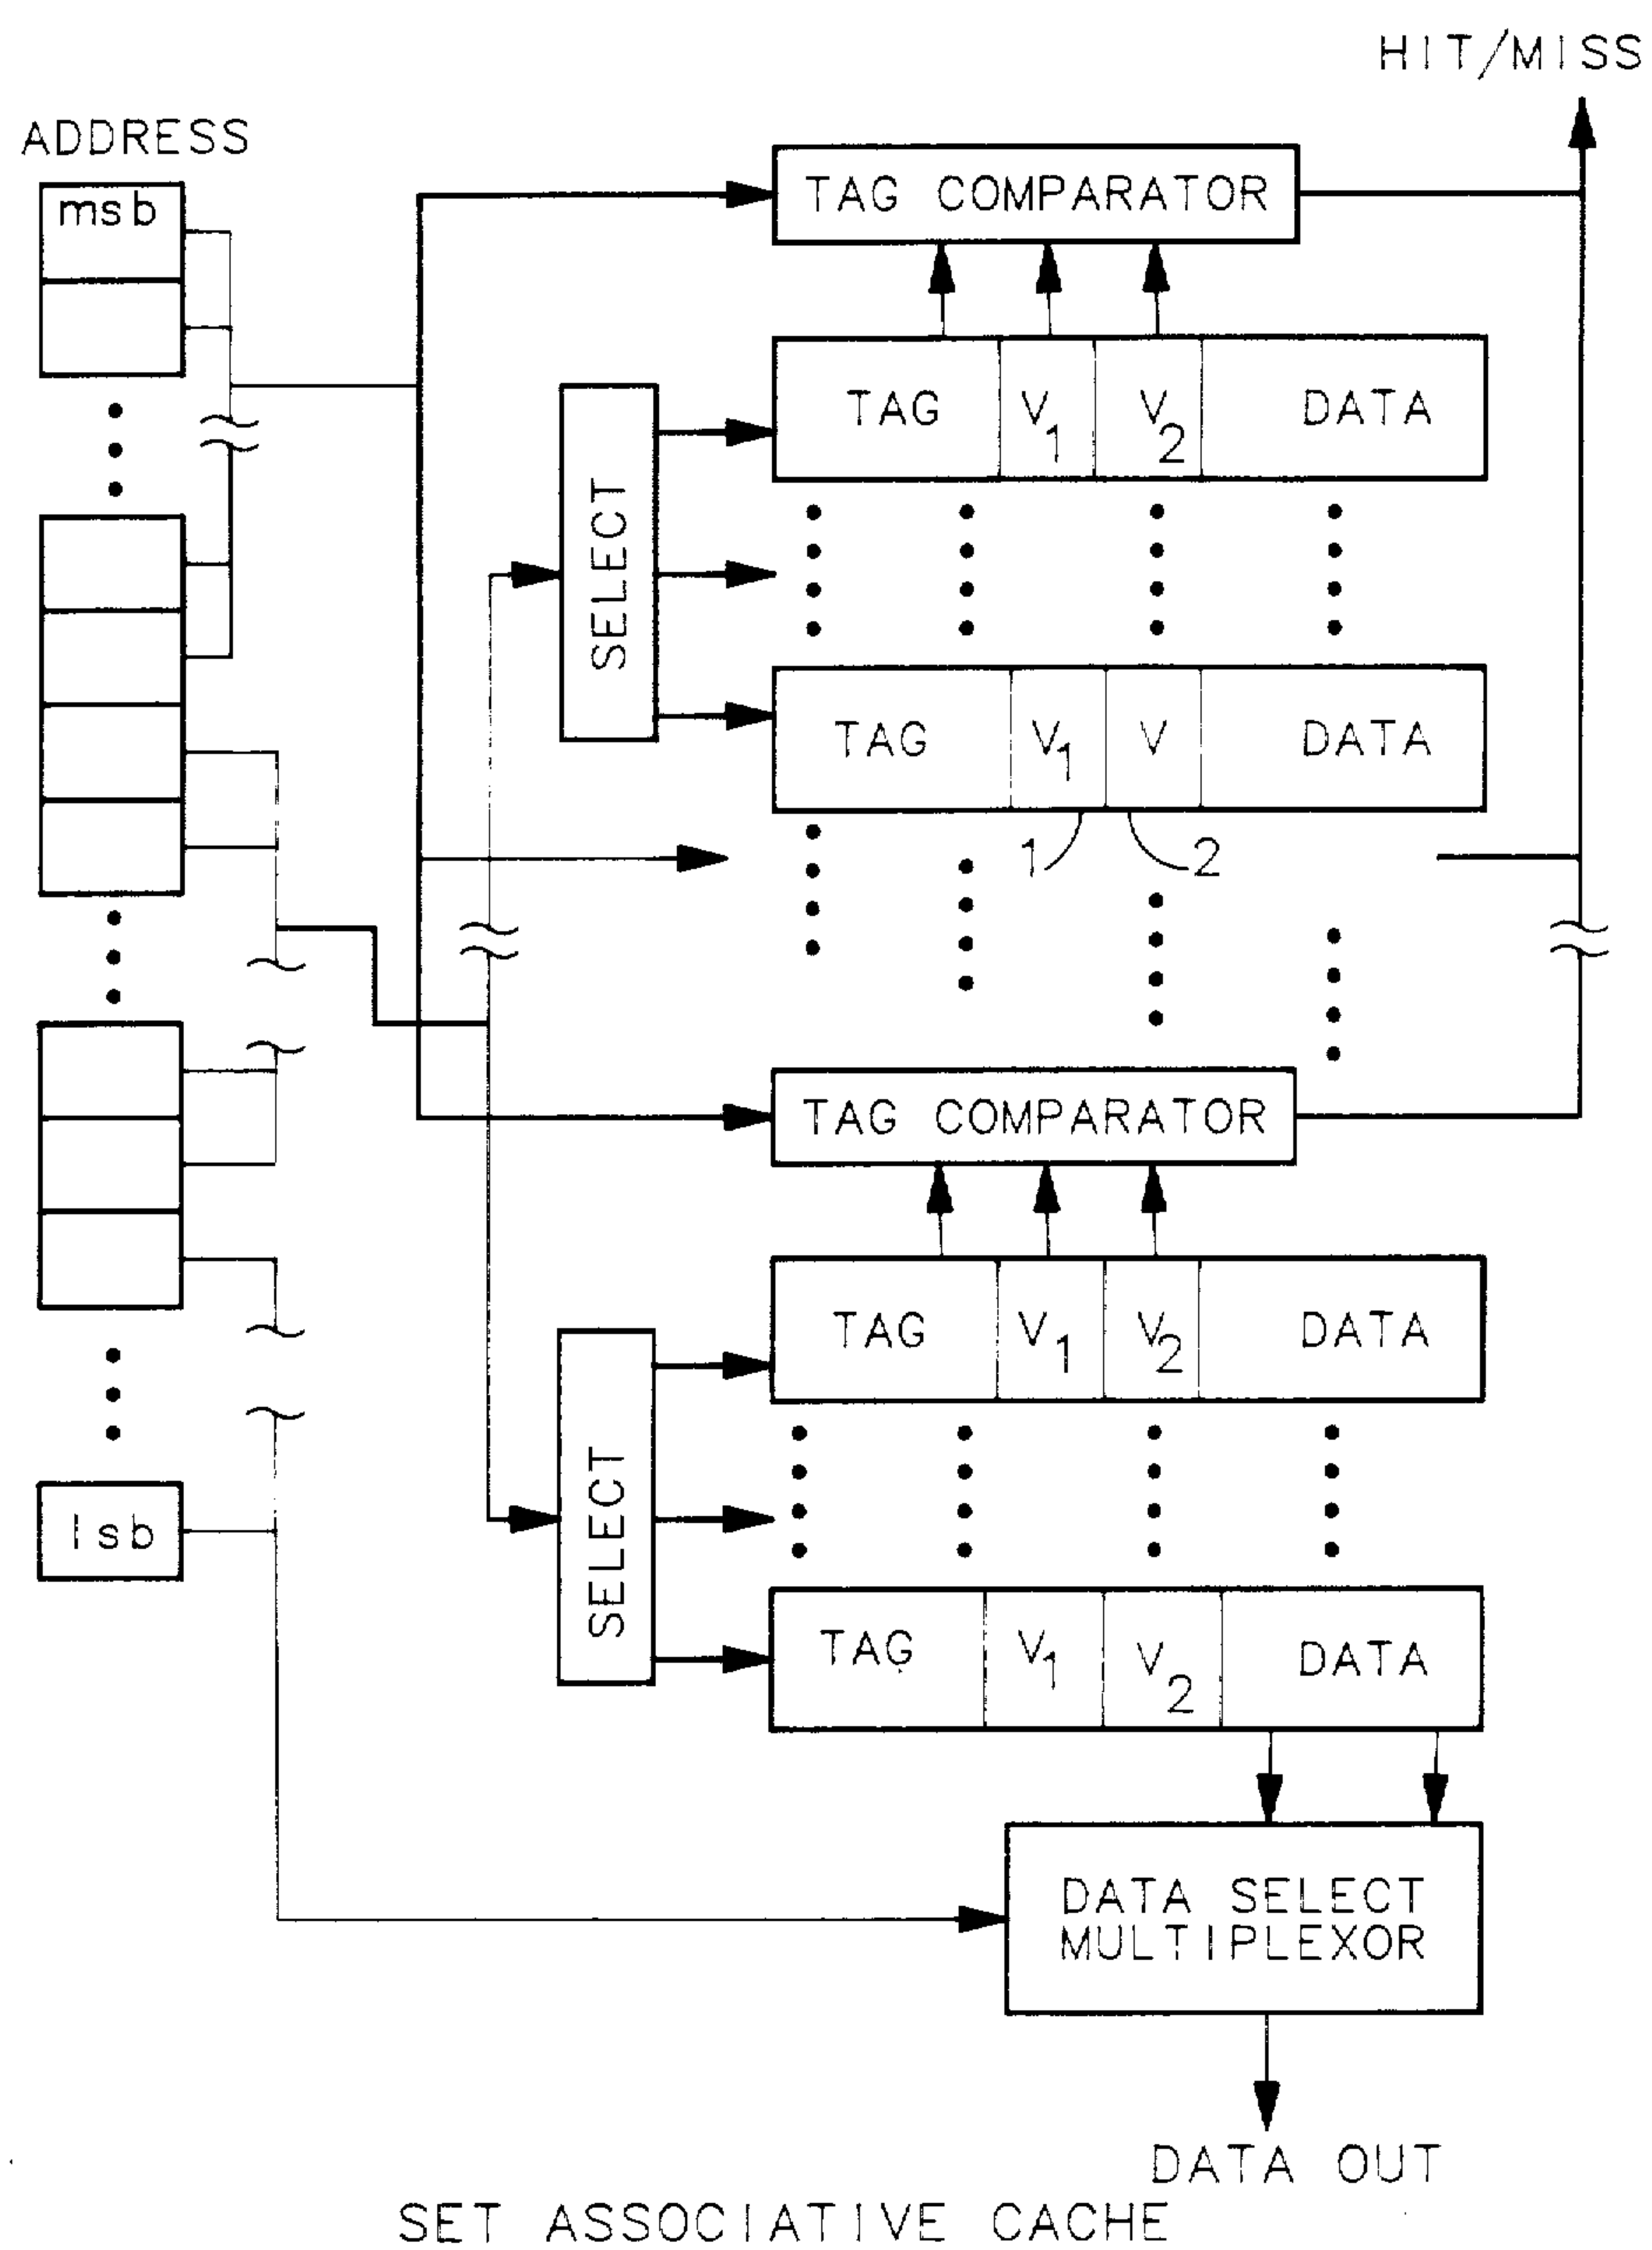 HIT/MISS
ADDRESS
msb
TAG COMPARATOR
TAG V1 V2 DATA
SELECT
TAG V1 V DATA
1 2
TAG COMPARATOR
TAG V1 V2 DATA
SELECT
lsb
TAG V1 V2 DATA
DATA SELECT
MULTIPLEXOR
DATA OUT
SET ASSOCIATIVE CACHE